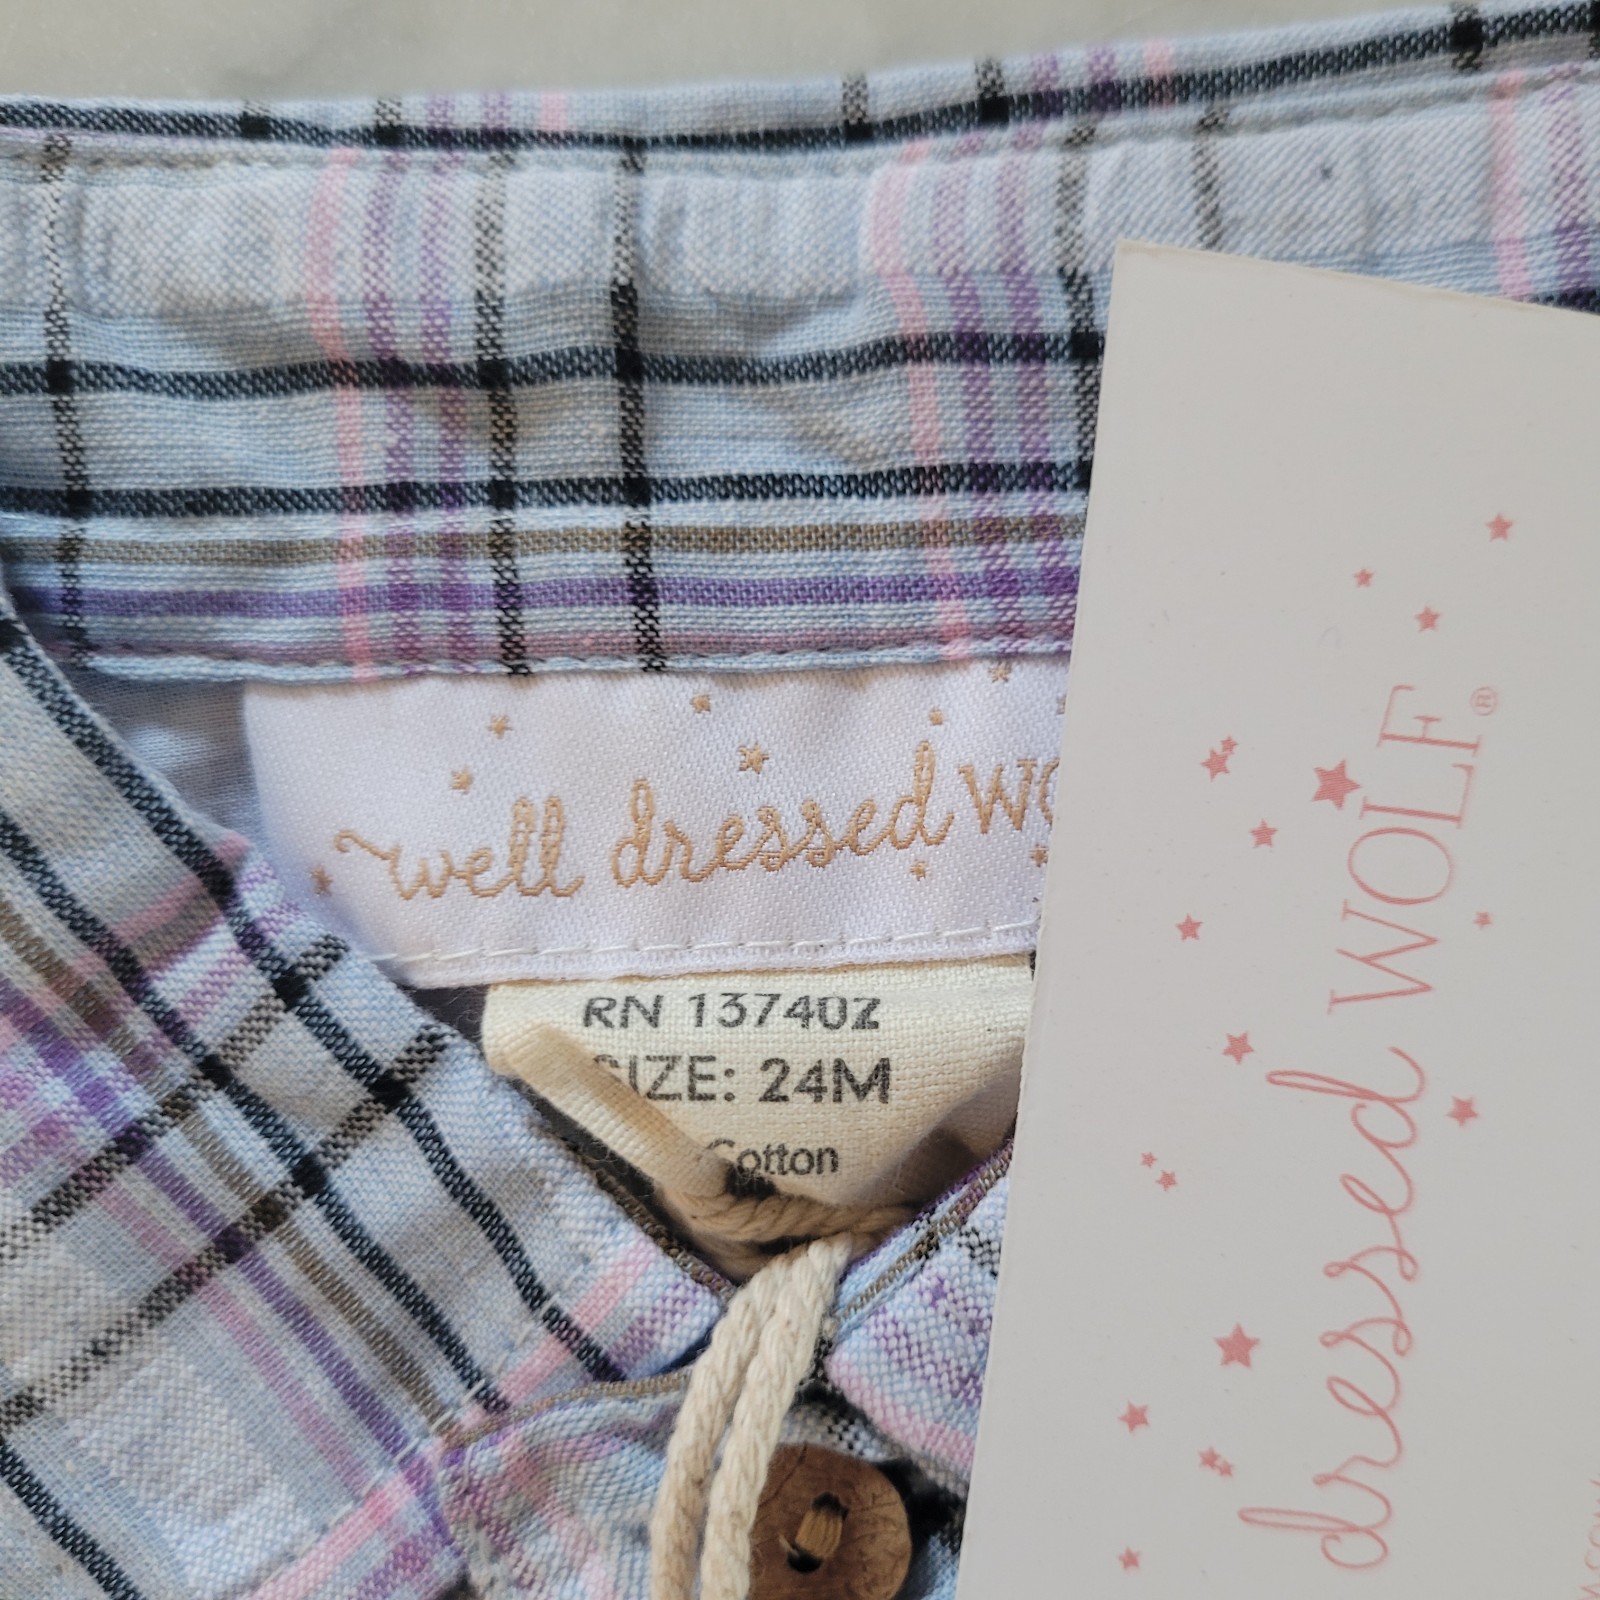 well dressed WO
RN 137402
SIZE: 24M
Cotton
dressed WOLF®